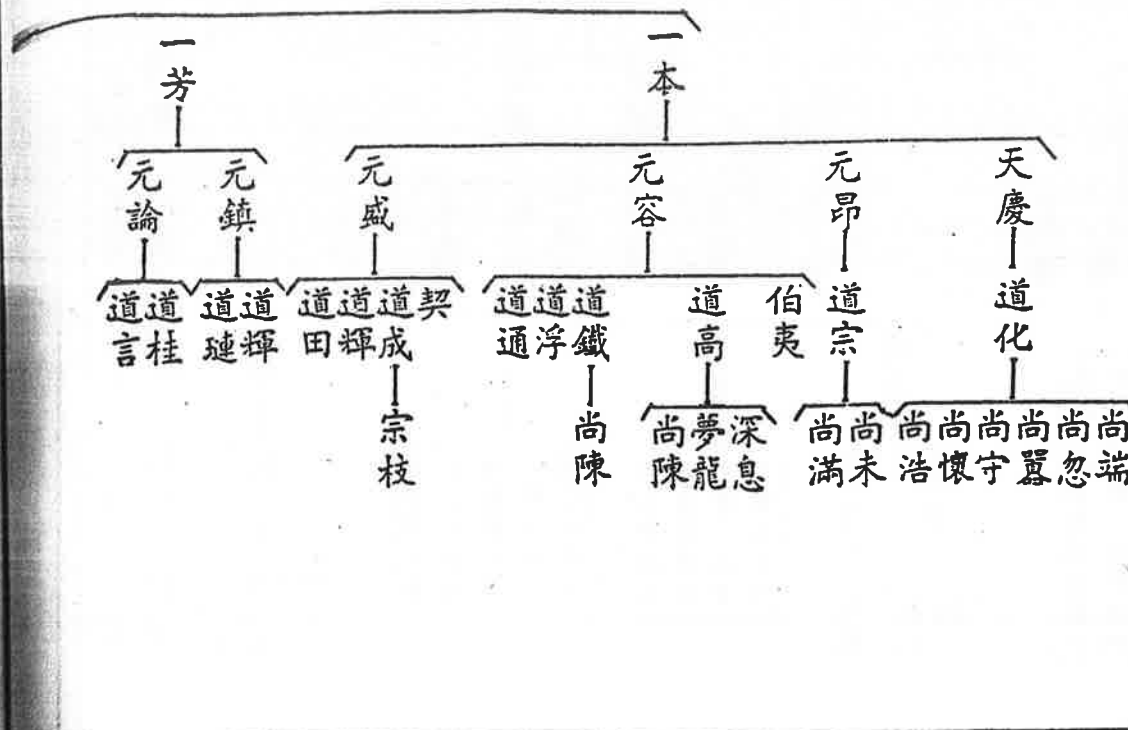 一本
一芳
天慶
元昂
元容
元盛
元鎮
元論
道化
道宗
伯夷
道高
道鐵
道浮
道通
契
道成
道輝
道田
道輝
道璉
道桂
道言
尚端
尚忽
尚囂
尚守
尚懷
尚浩
尚未
尚滿
深息
夢龍
尚陳
尚陳
宗枝